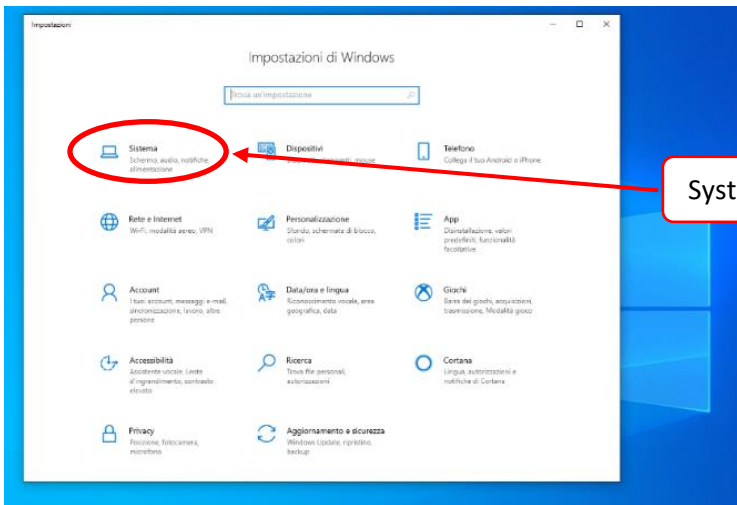 Impostazioni
Impostazioni di Windows
Trova un'impostazione
Sistema
Schermo, audio, notifiche,
alimentazione
Dispositivi
mouse
Telefono
Collega il tuo Android o iPhone
Syst
Rete e Internet
Wi-Fi, modalità aereo, VPN
Personalizzazione
Sfondo, schermata di blocco,
colori
App
Disinstallazione, valori
predefiniti, funzionalità
facoltative
Account
I tuoi account, messaggi e-mail,
sincronizzazione, lavoro, altre
persone
Data/ora e lingua
Riconoscimento vocale, area
geografica, data
Giochi
Barra dei giochi, acquisizioni,
trasmissione, Modalità gioco
Accessibilità
Assistente vocale, Lente
d'ingrandimento, contrasto
elevato
Ricerca
Trova file personali,
autorizzazioni
Cortana
Lingua, autorizzazioni e
notifiche di Cortana
Privacy
Posizione, fotocamera,
microfono
Aggiornamento e sicurezza
Windows Update, ripristino,
backup